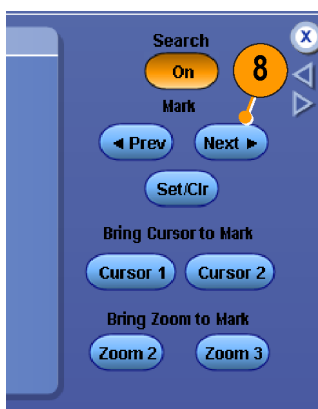 Search
X
On
8
Mark
◄ Prev
Next ►
Set/Clr
Bring Cursor to Mark
Cursor 1
Cursor 2
Bring Zoom to Mark
Zoom 2
Zoom 3